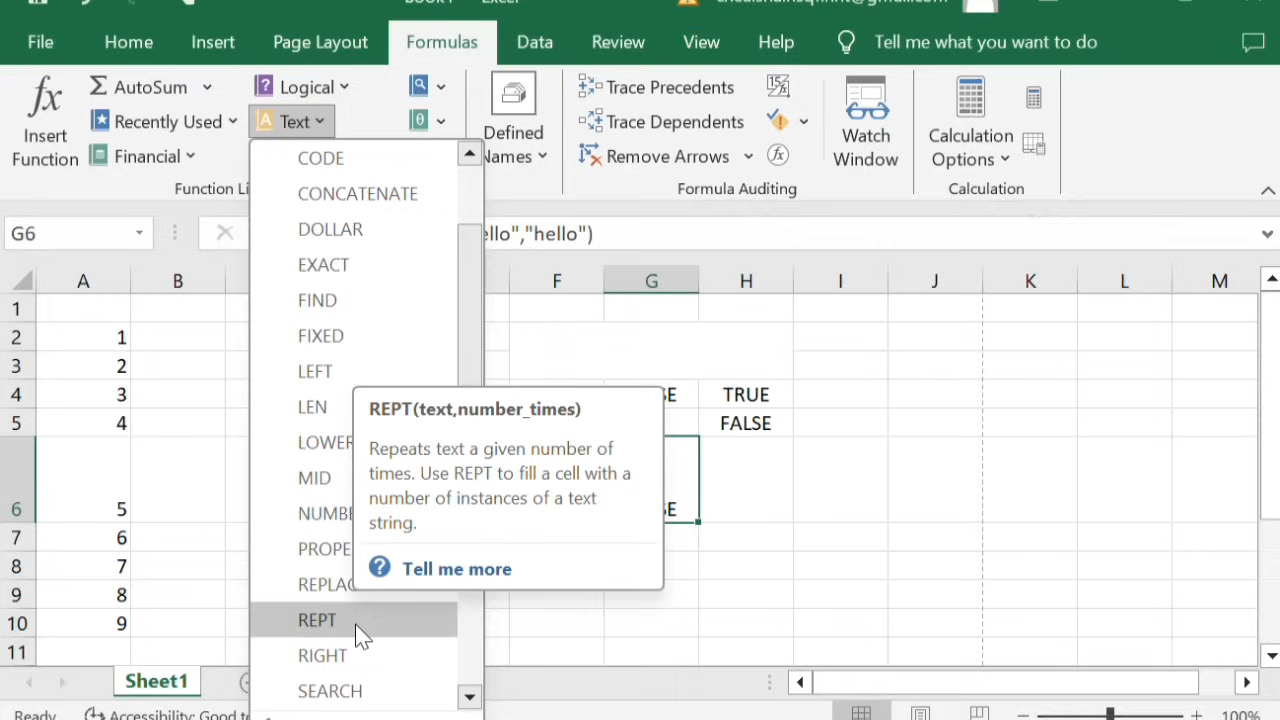 File Home Insert Page Layout Formulas Data Review View Help Tell me what you want to do
fx Insert Function
AutoSum
Recently Used
Financial
Logical
Text
Defined Names
Trace Precedents
Trace Dependents
Remove Arrows
Watch Window
Calculation Options
Function Li
Formula Auditing
Calculation
G6
ello","hello")
A B F G H I J K L M
1
2 1
3 2
4 3 SE TRUE
5 4 FALSE
6 5 SE
7 6
8 7
9 8
10 9
11
CODE
CONCATENATE
DOLLAR
EXACT
FIND
FIXED
LEFT
LEN
LOWER
MID
NUMBE
PROPE
REPLAC
REPT
RIGHT
SEARCH
REPT(text,number_times)
Repeats text a given number of
times. Use REPT to fill a cell with a
number of instances of a text
string.
Tell me more
Sheet1
Ready Accessibility: Good to 100%